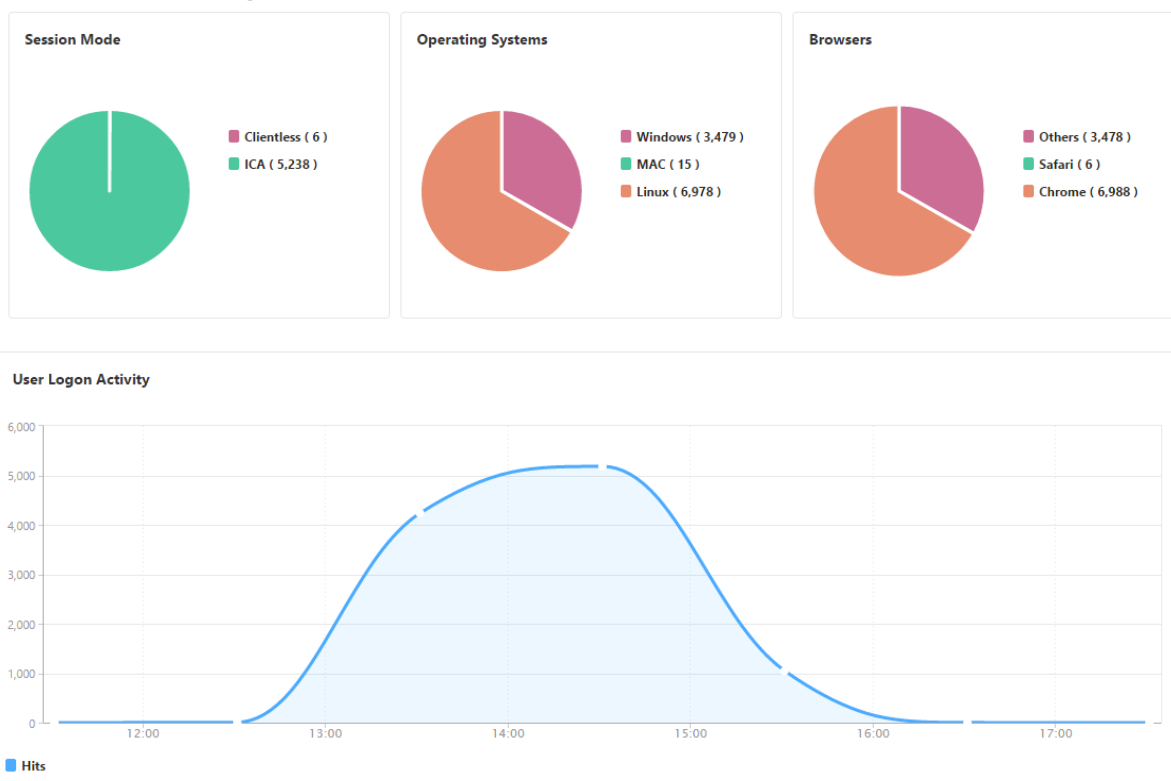 Session Mode
Clientless ( 6 )
ICA ( 5,238 )
Operating Systems
Windows ( 3,479 )
MAC ( 15 )
Linux ( 6,978 )
Browsers
Others ( 3,478 )
Safari ( 6 )
Chrome ( 6,988 )
User Logon Activity
6,000
5,000
4,000
3,000
2,000
1,000
0
12:00 13:00 14:00 15:00 16:00 17:00
Hits